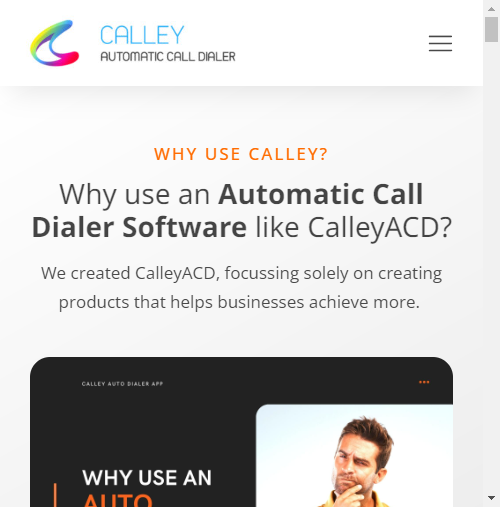 CALLEY
AUTOMATIC CALL DIALER
WHY USE CALLEY?
Why use an Automatic Call
Dialer Software like CalleyACD?
We created CalleyACD, focussing solely on creating
products that helps businesses achieve more.
CALLEY AUTO DIALER APP
WHY USE AN
AUTO